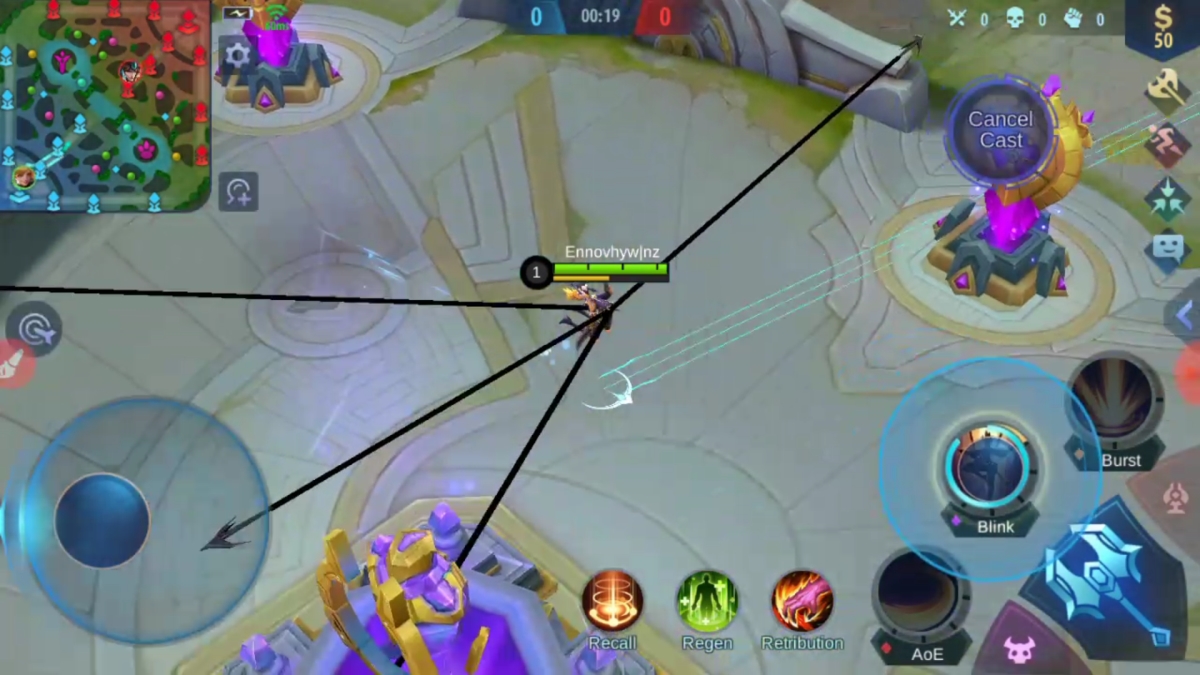 60ms
0
00:19
0
0
0
0
$
50
Cancel
Cast
Ennovhyw|nz
1
Burst
Blink
Recall
Regen
Retribution
AoE